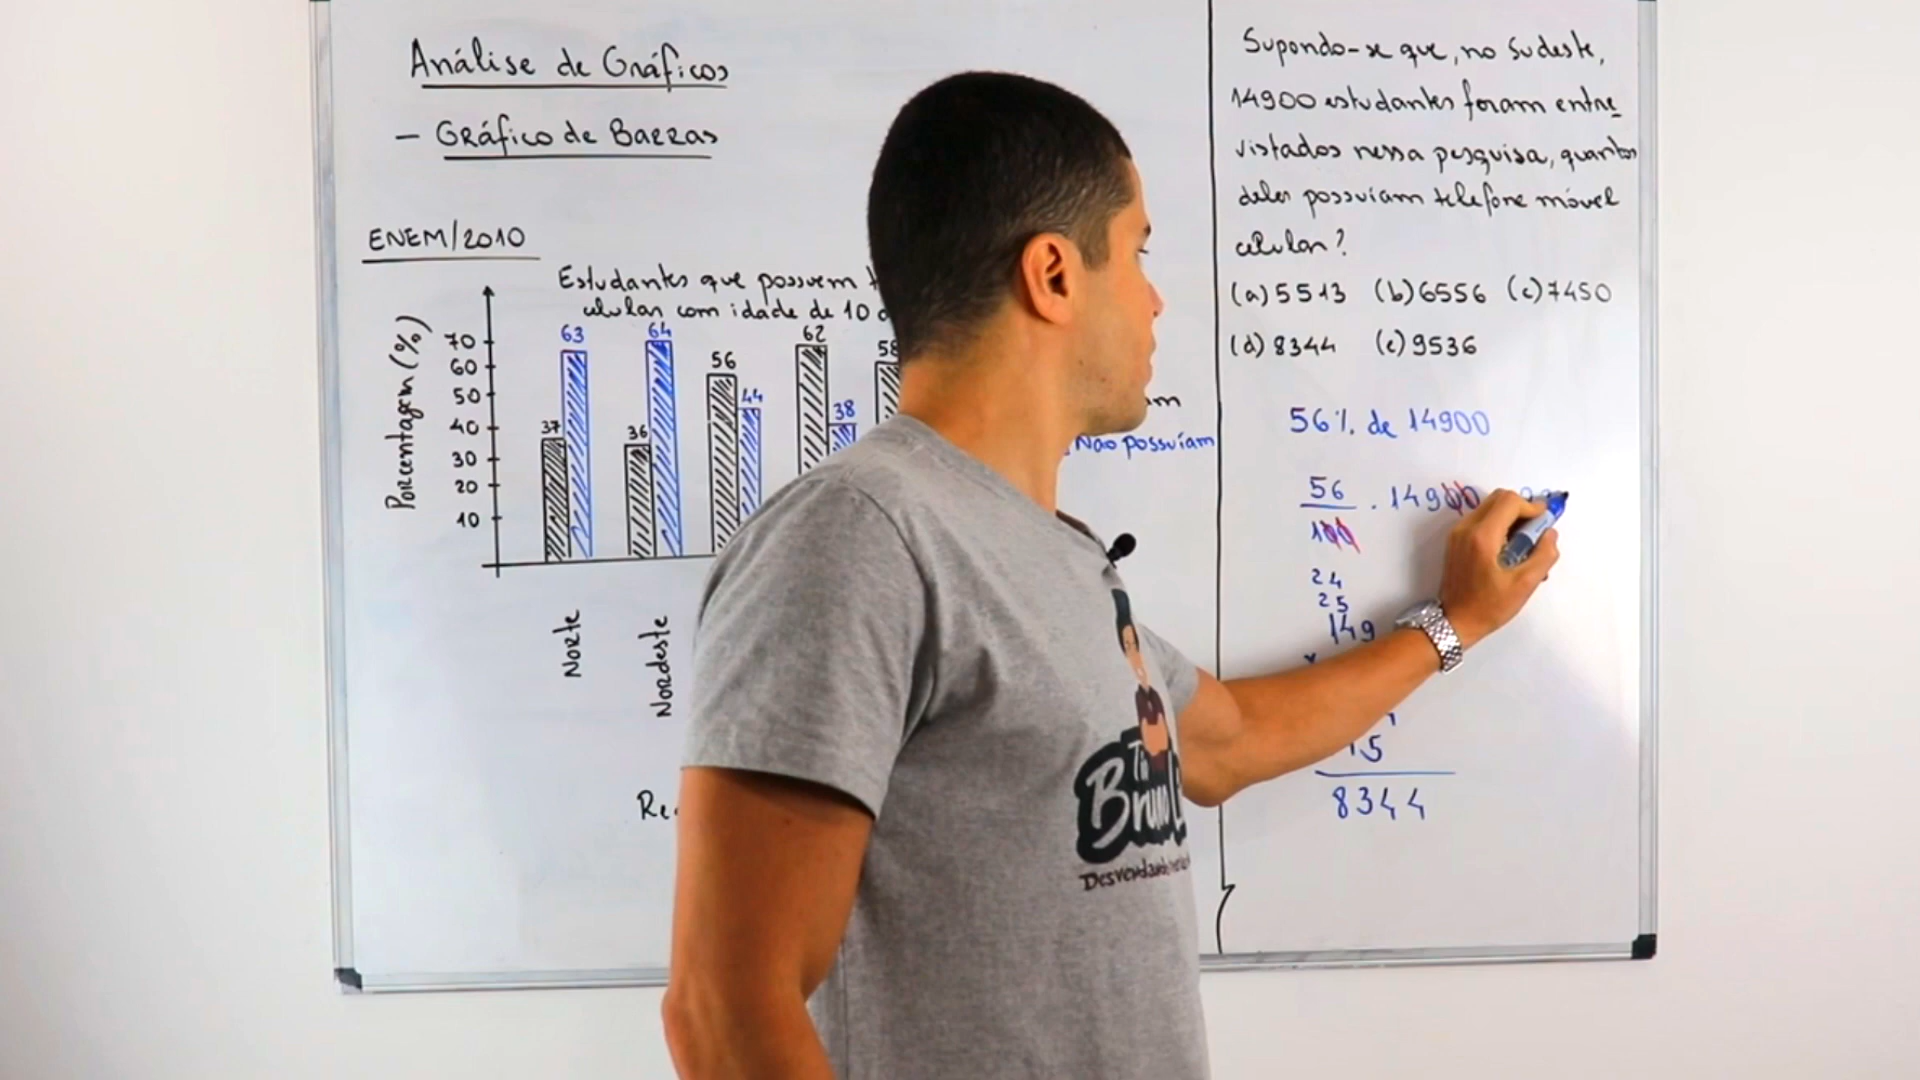 Análise de Gráficos
- Gráfico de Barras
ENEM/2010
Estudantes que possuem
celular com idade de 10
Porcentagem (%)
70
60
50
40
30
20
10
37 63
36 64
56 44
62 38
58
Norte
Nordeste
Não possuíam
Supondo-se que, no Sudeste,
14900 estudantes foram entre
vistados nessa pesquisa, quantos
deles possuíam telefone móvel
celular?
(a) 5513 (b) 6556 (c) 7450
(d) 8344 (e) 9536
56% de 14900
56 . 14900
100
24
25
149
x
15
8344
Bruno